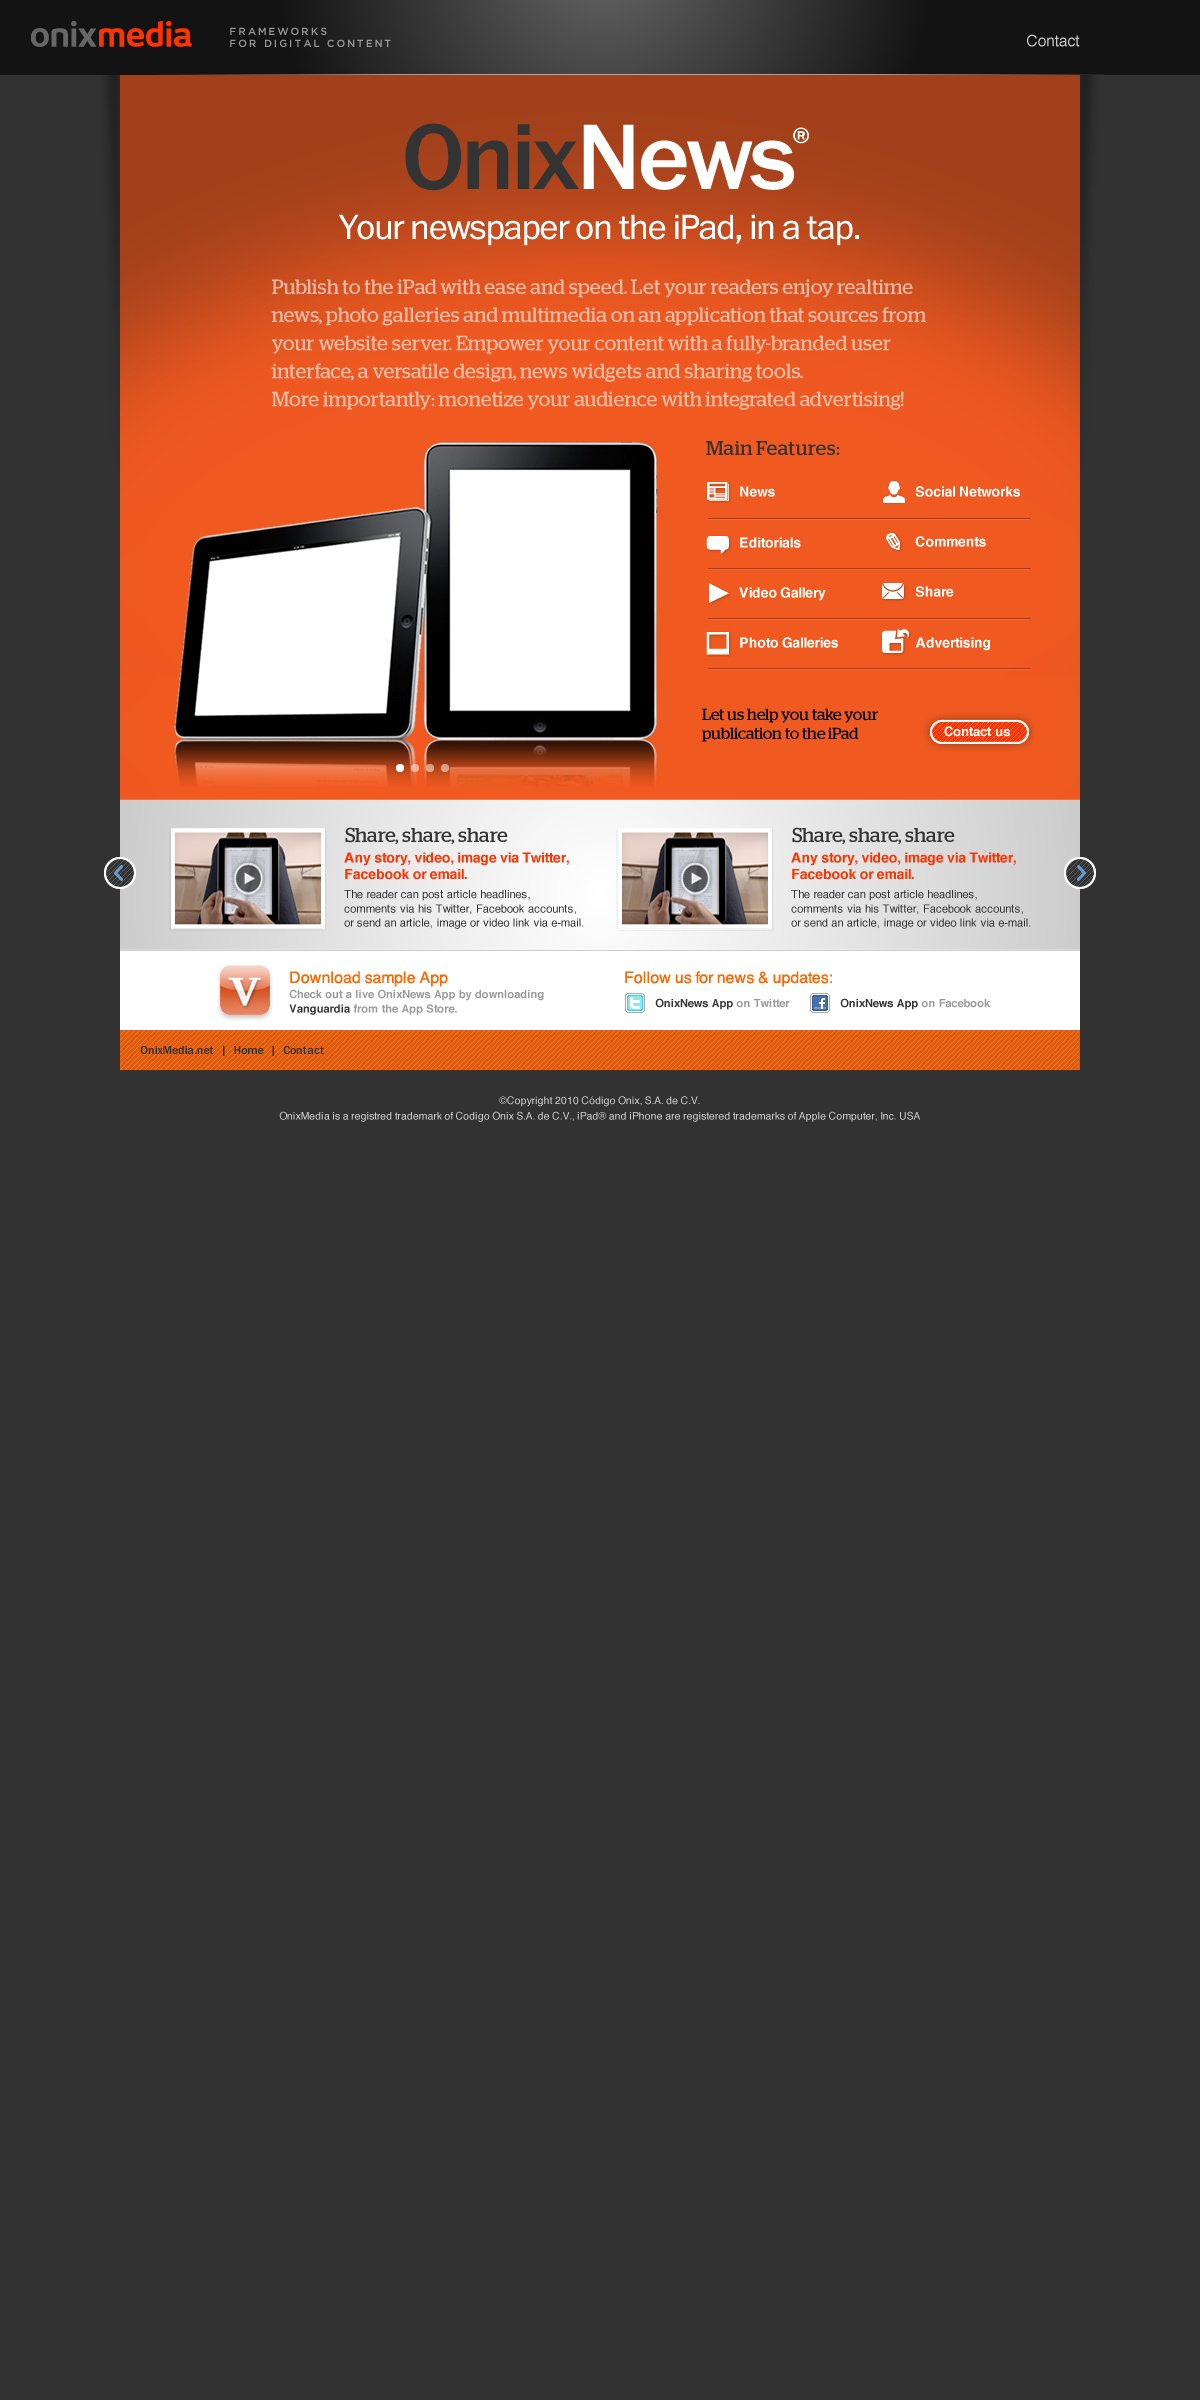 onixmedia
FRAMEWORKS
FOR DIGITAL CONTENT
Contact
OnixNews®
Your newspaper on the iPad, in a tap.
Publish to the iPad with ease and speed. Let your readers enjoy realtime
news, photo galleries and multimedia on an application that sources from
your website server. Empower your content with a fully-branded user
interface, a versatile design, news widgets and sharing tools.
More importantly: monetize your audience with integrated advertising!
Main Features:
News
Social Networks
Editorials
Comments
Video Gallery
Share
Photo Galleries
Advertising
Let us help you take your
publication to the iPad
Contact us
Share, share, share
Any story, video, image via Twitter,
Facebook or email.
The reader can post article headlines,
comments via his Twitter, Facebook accounts,
or send an article, image or video link via e-mail.
Share, share, share
Any story, video, image via Twitter,
Facebook or email.
The reader can post article headlines,
comments via his Twitter, Facebook accounts,
or send an article, image or video link via e-mail.
V
Download sample App
Check out a live OnixNews App by downloading
Vanguardia from the App Store.
Follow us for news & updates:
OnixNews App on Twitter
OnixNews App on Facebook
OnixMedia.net | Home | Contact
©Copyright 2010 Código Onix, S.A. de C.V.
OnixMedia is a registred trademark of Codigo Onix S.A. de C.V., iPad® and iPhone are registered trademarks of Apple Computer, Inc. USA